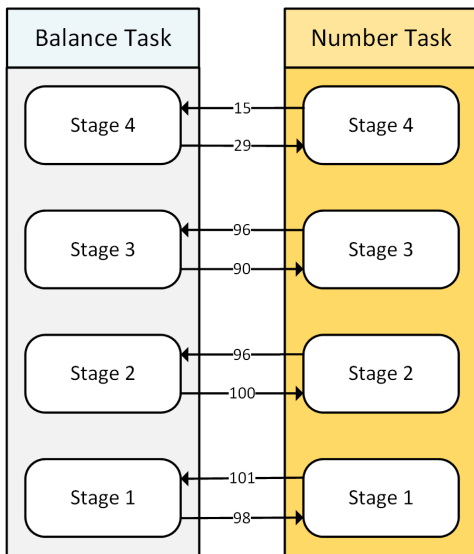 Balance Task
Number Task
Stage 4
15
29
Stage 4
Stage 3
96
90
Stage 3
Stage 2
96
100
Stage 2
Stage 1
101
98
Stage 1